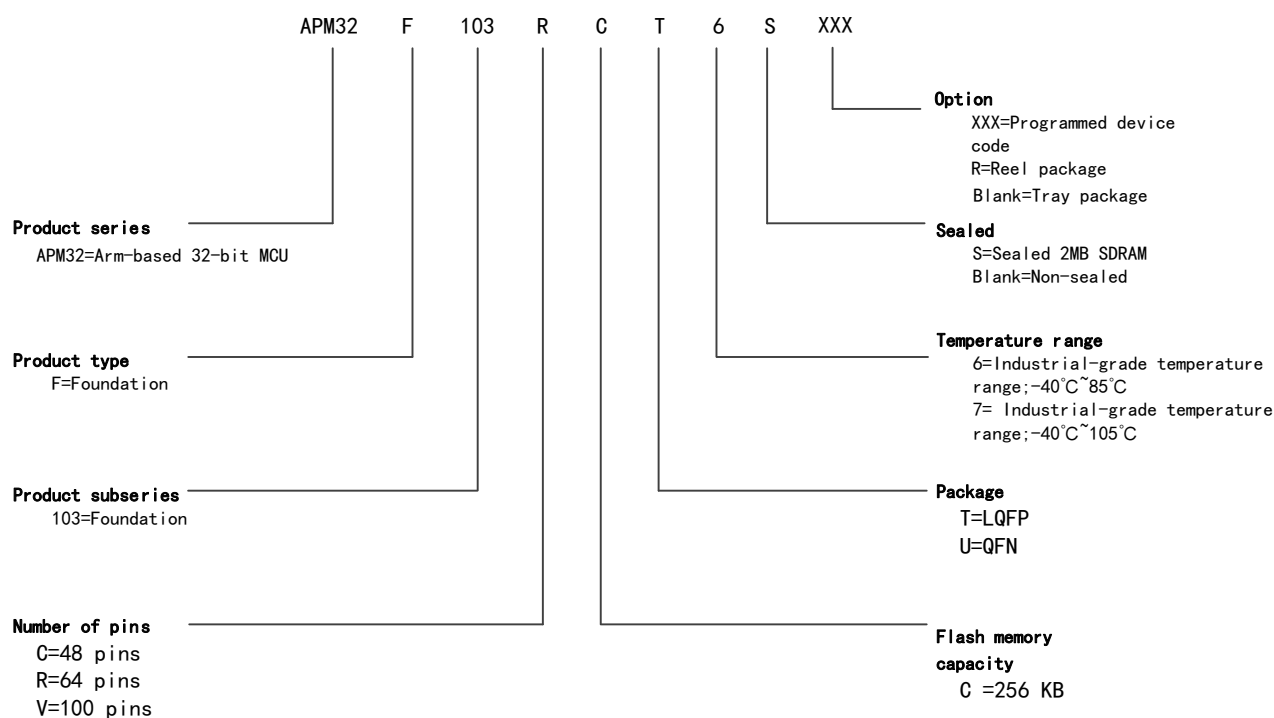 APM32 F 103 R C T 6 S XXX
Option
XXX=Programmed device
code
R=Reel package
Blank=Tray package
Product series
APM32=Arm-based 32-bit MCU
Sealed
S=Sealed 2MB SDRAM
Blank=Non-sealed
Product type
F=Foundation
Temperature range
6=Industrial-grade temperature
range;-40℃~85℃
7= Industrial-grade temperature
range;-40℃~105℃
Product subseries
103=Foundation
Package
T=LQFP
U=QFN
Number of pins
C=48 pins
R=64 pins
V=100 pins
Flash memory
capacity
C =256 KB